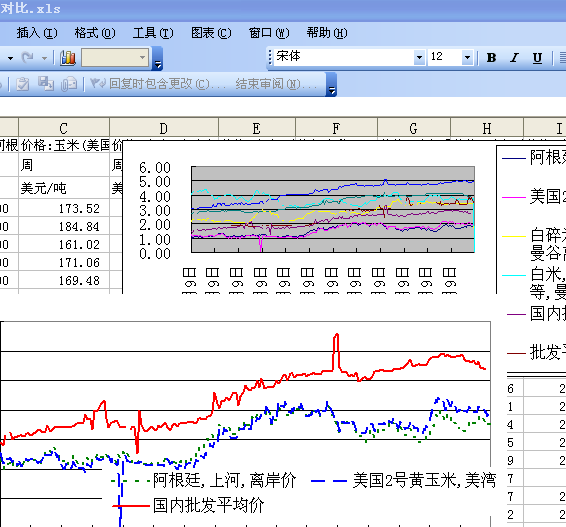 对比.xls
插入(I) 格式(O) 工具(T) 图表(C) 窗口(W) 帮助(H)
宋体 12 B I U
回复时包含更改(C)... 结束审阅(N)...
C D E F G H I
阿根 价格:玉米(美国价
周 周
美元/吨 美
00 173.52
00 184.84
00 161.02
00 171.06
00 169.48
6.00
5.00
4.00
3.00
2.00
1.00
0.00
阿根廷
美国2
白碎米
曼谷离
白米,
等,曼
国内批
批发平
6 2
1 2
4 2
5 2
9 2
7
7 2
2 2
阿根廷,上河,离岸价 美国2号黄玉米,美湾
国内批发平均价